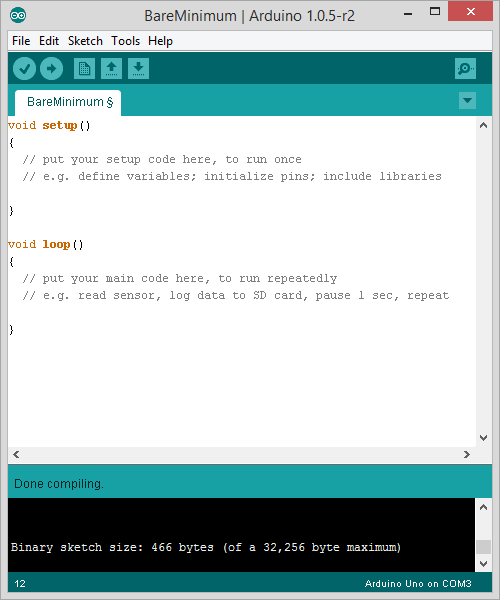 BareMinimum | Arduino 1.0.5-r2
File Edit Sketch Tools Help
BareMinimum §
void setup()
{
  // put your setup code here, to run once
  // e.g. define variables; initialize pins; include libraries
}
void loop()
{
  // put your main code here, to run repeatedly
  // e.g. read sensor, log data to SD card, pause 1 sec, repeat
}
Done compiling.
Binary sketch size: 466 bytes (of a 32,256 byte maximum)
12 Arduino Uno on COM3